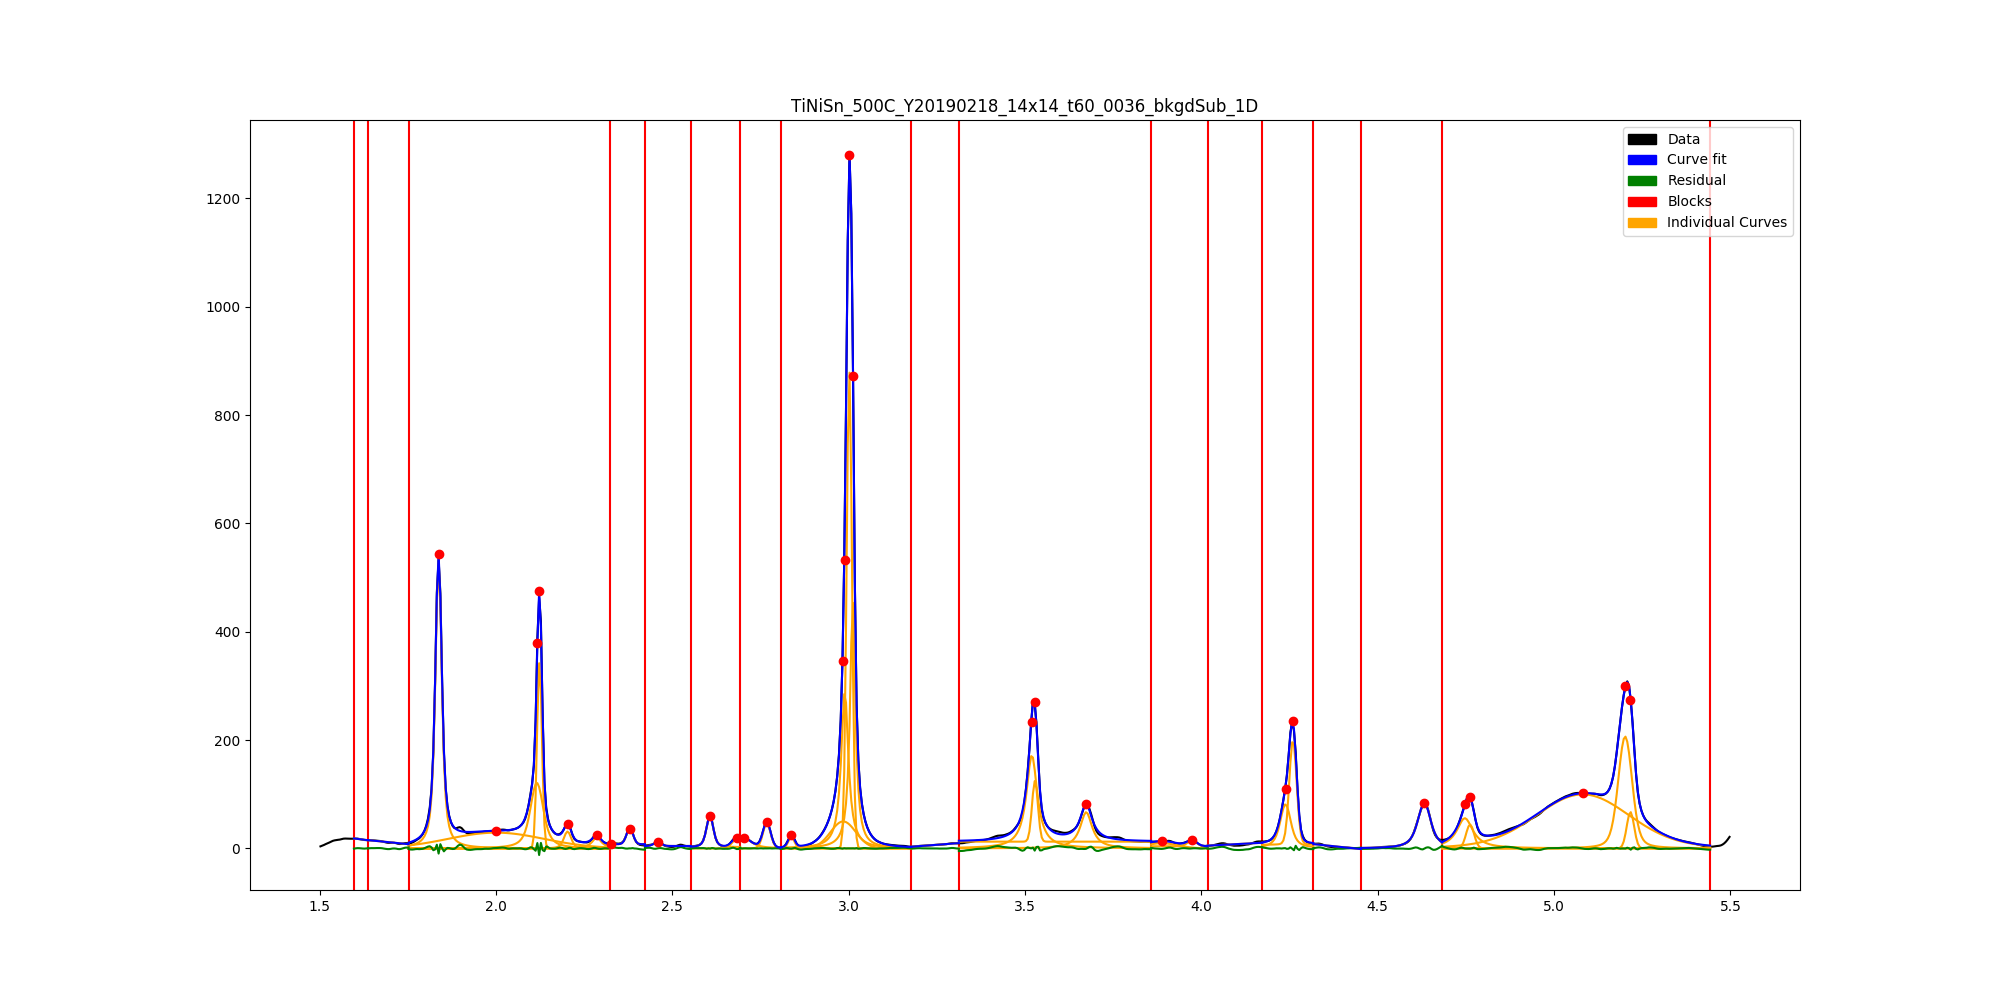 TiNiSn_500C_Y20190218_14x14_t60_0036_bkgdSub_1D
Data
Curve fit
Residual
Blocks
Individual Curves
1200
1000
800
600
400
200
0
1.5 2.0 2.5 3.0 3.5 4.0 4.5 5.0 5.5